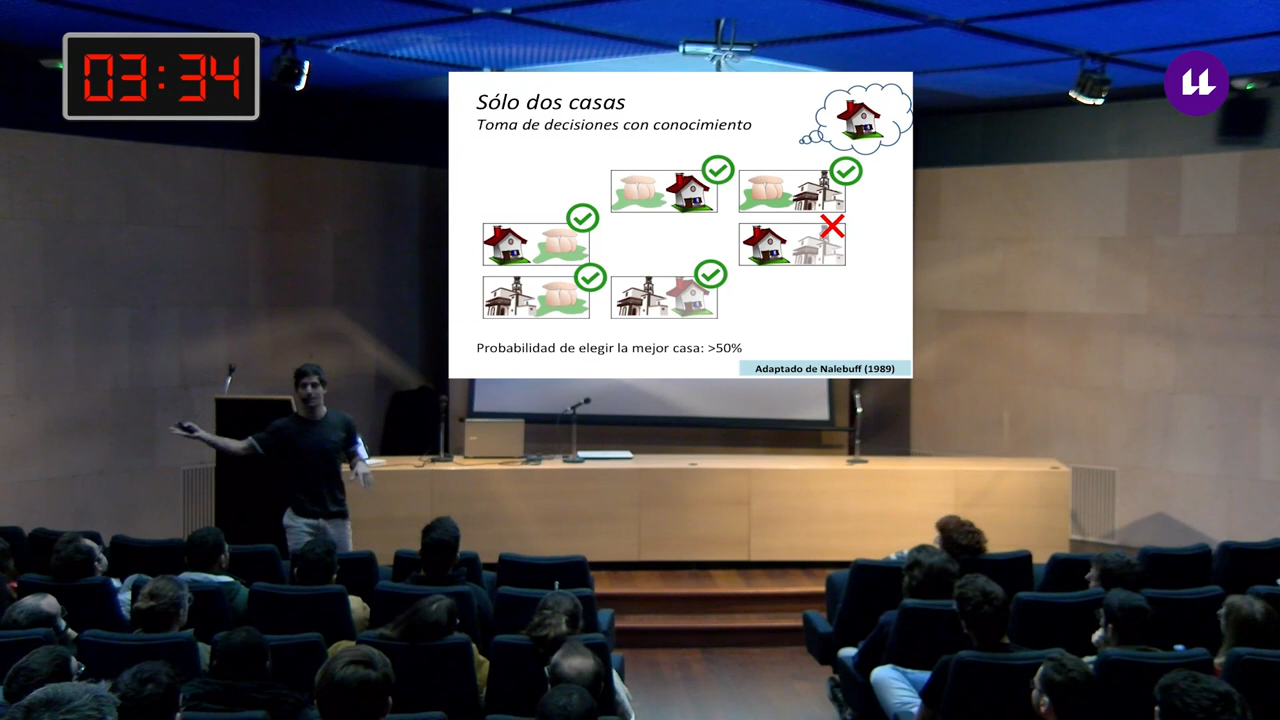 03:34
Sólo dos casas
Toma de decisiones con conocimiento
Probabilidad de elegir la mejor casa: >50%
Adaptado de Nalebuff (1989)